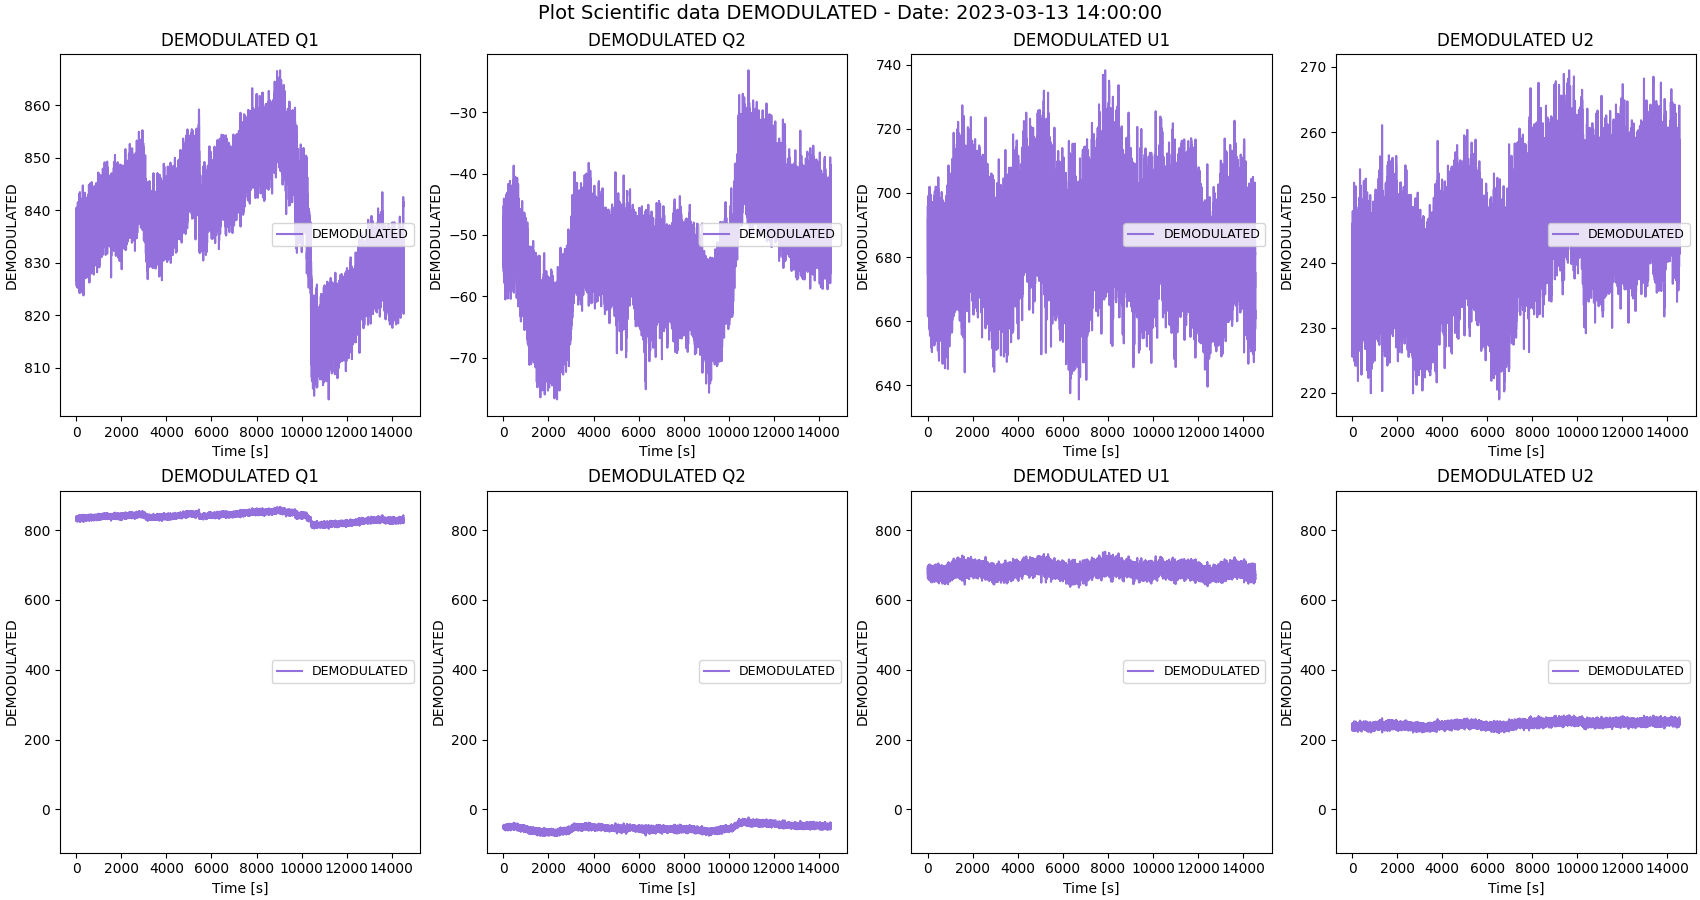 Plot Scientific data DEMODULATED - Date: 2023-03-13 14:00:00
DEMODULATED Q1
DEMODULATED
860
850
840
830
820
810
DEMODULATED
0 2000 4000 6000 8000 10000 12000 14000
Time [s]
DEMODULATED Q2
DEMODULATED
−30
−40
−50
−60
−70
DEMODULATED
0 2000 4000 6000 8000 10000 12000 14000
Time [s]
DEMODULATED U1
DEMODULATED
740
720
700
680
660
640
DEMODULATED
0 2000 4000 6000 8000 10000 12000 14000
Time [s]
DEMODULATED U2
DEMODULATED
270
260
250
240
230
220
DEMODULATED
0 2000 4000 6000 8000 10000 12000 14000
Time [s]
DEMODULATED Q1
DEMODULATED
800
600
400
200
0
DEMODULATED
0 2000 4000 6000 8000 10000 12000 14000
Time [s]
DEMODULATED Q2
DEMODULATED
800
600
400
200
0
DEMODULATED
0 2000 4000 6000 8000 10000 12000 14000
Time [s]
DEMODULATED U1
DEMODULATED
800
600
400
200
0
DEMODULATED
0 2000 4000 6000 8000 10000 12000 14000
Time [s]
DEMODULATED U2
DEMODULATED
800
600
400
200
0
DEMODULATED
0 2000 4000 6000 8000 10000 12000 14000
Time [s]